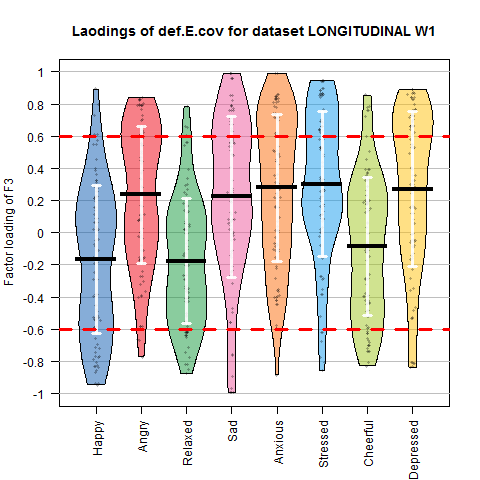 Laodings of def.E.cov for dataset LONGITUDINAL W1
Factor loading of F3
1
0.8
0.6
0.4
0.2
0
-0.2
-0.4
-0.6
-0.8
-1
Happy
Angry
Relaxed
Sad
Anxious
Stressed
Cheerful
Depressed